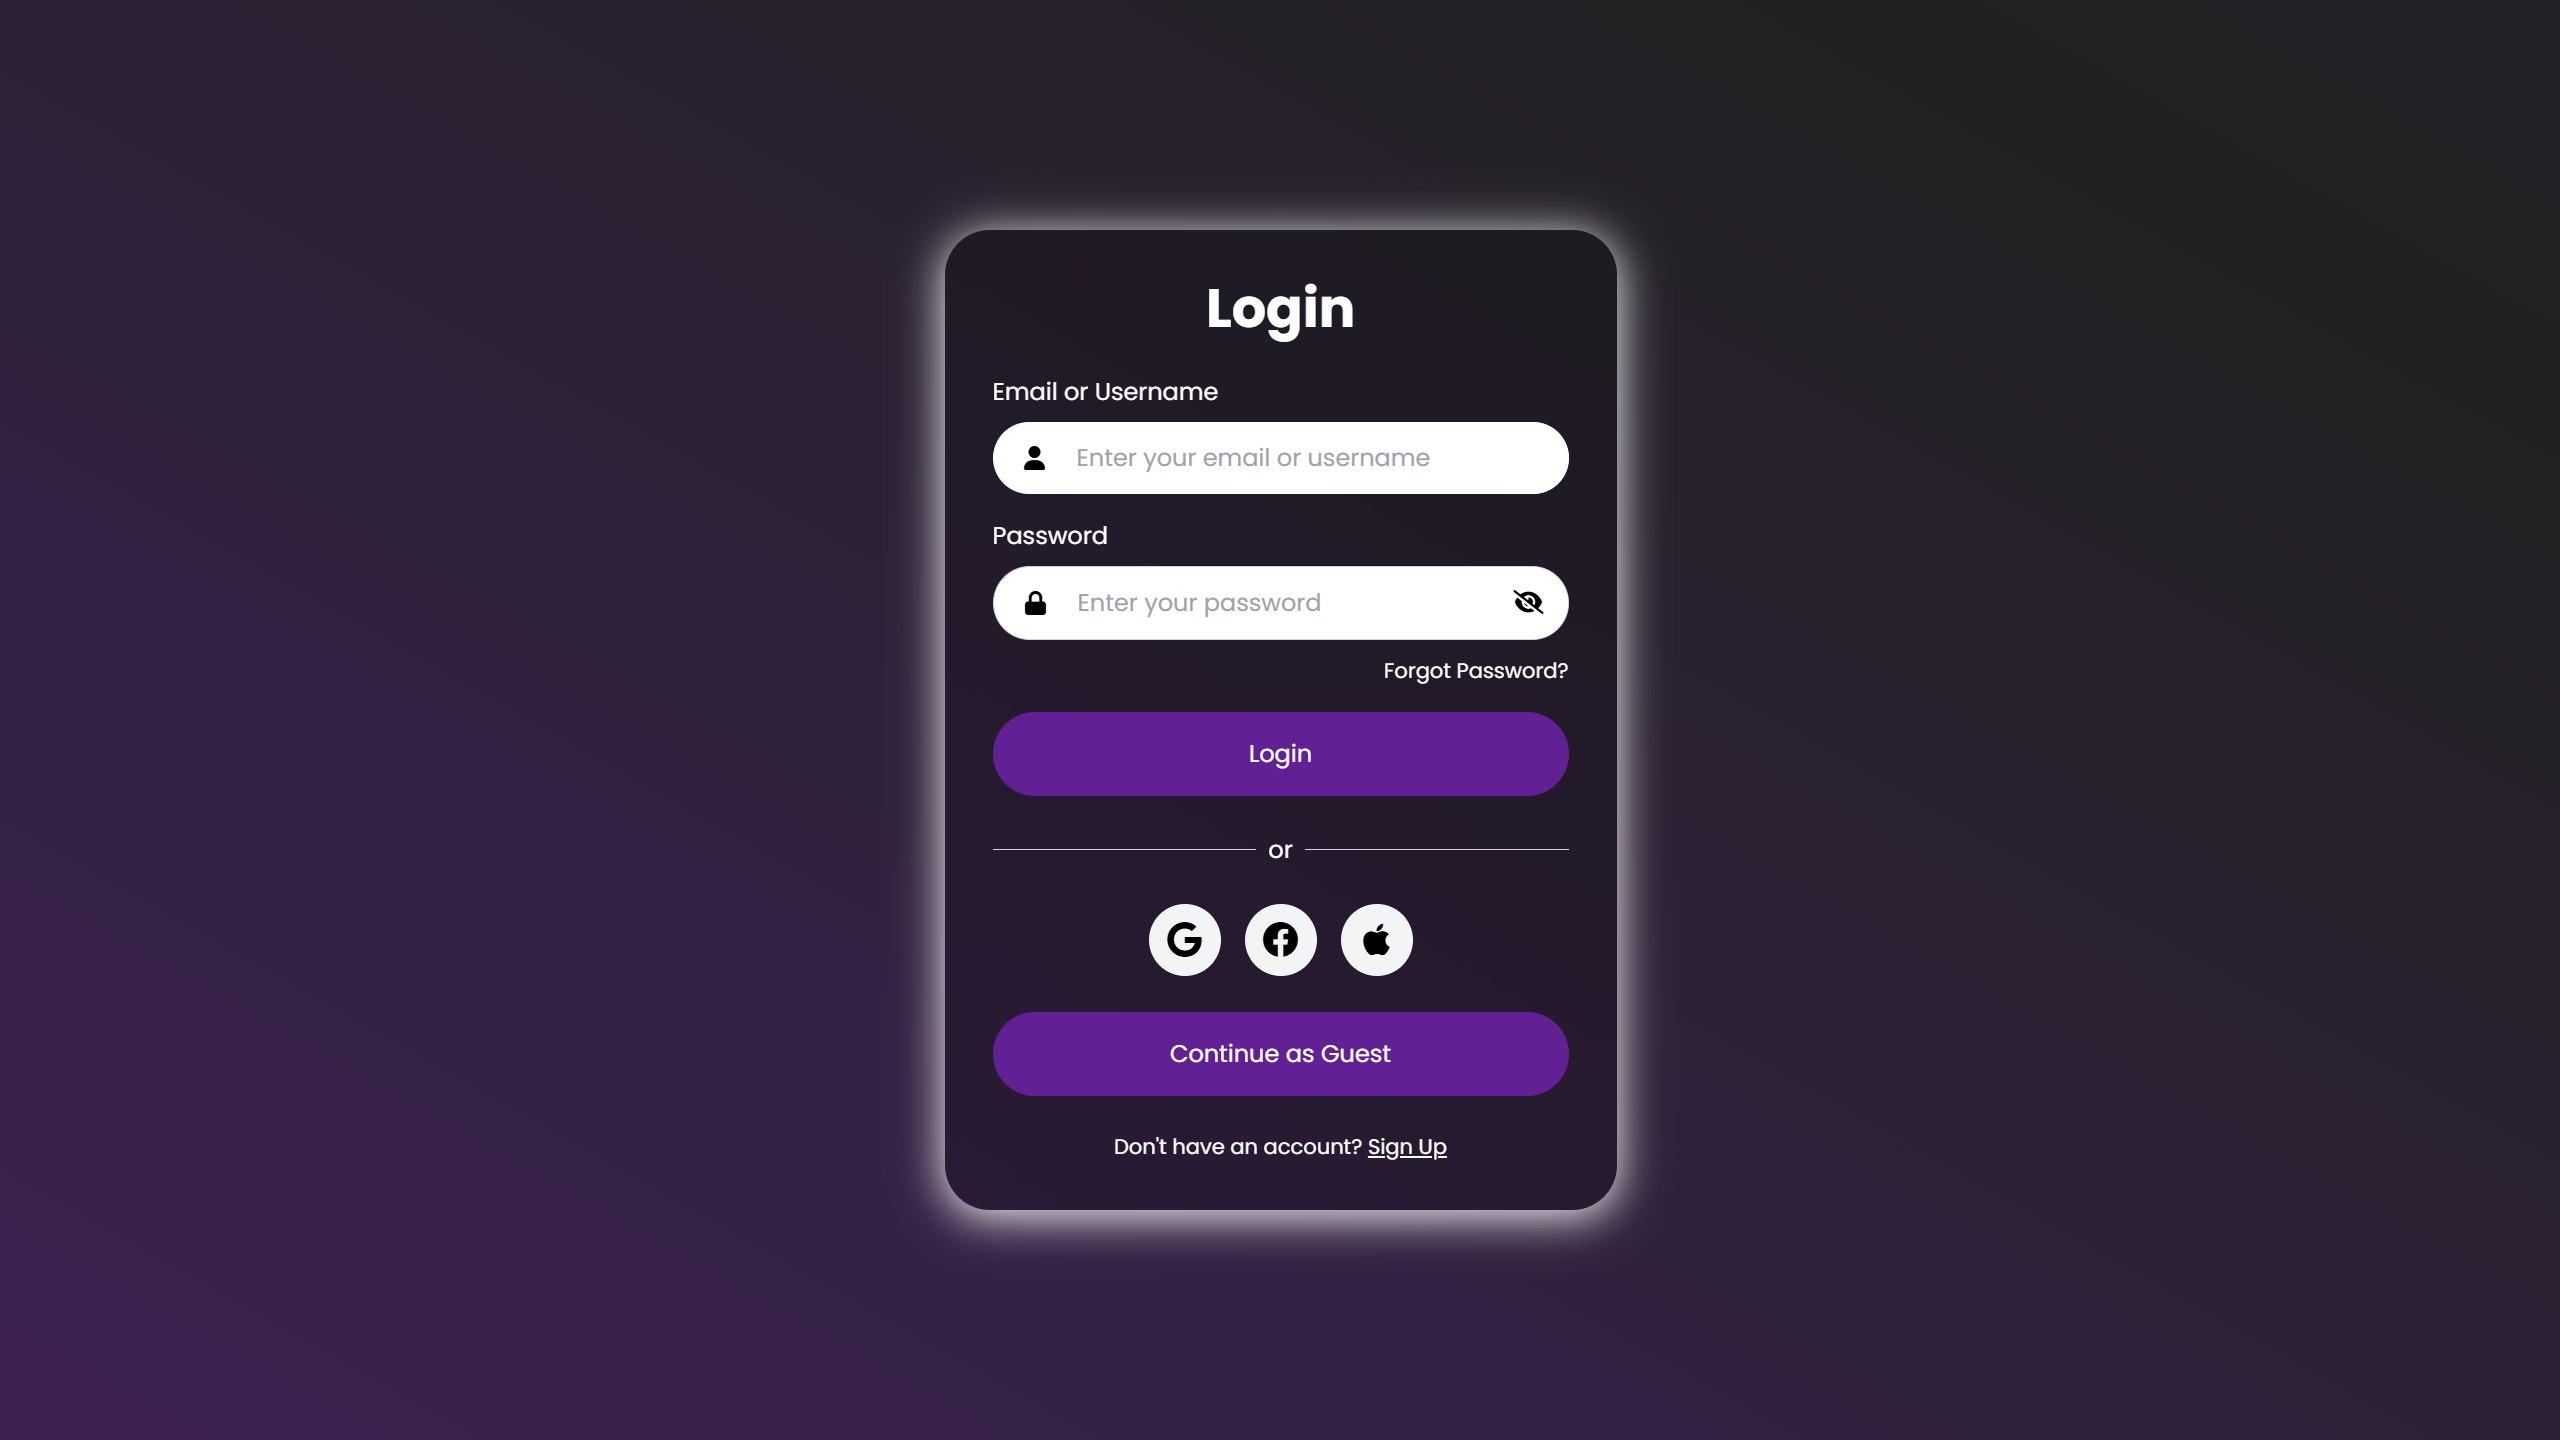 Login
Email or Username
Enter your email or username
Password
Enter your password
Forgot Password?
Login
or
Continue as Guest
Don't have an account? Sign Up